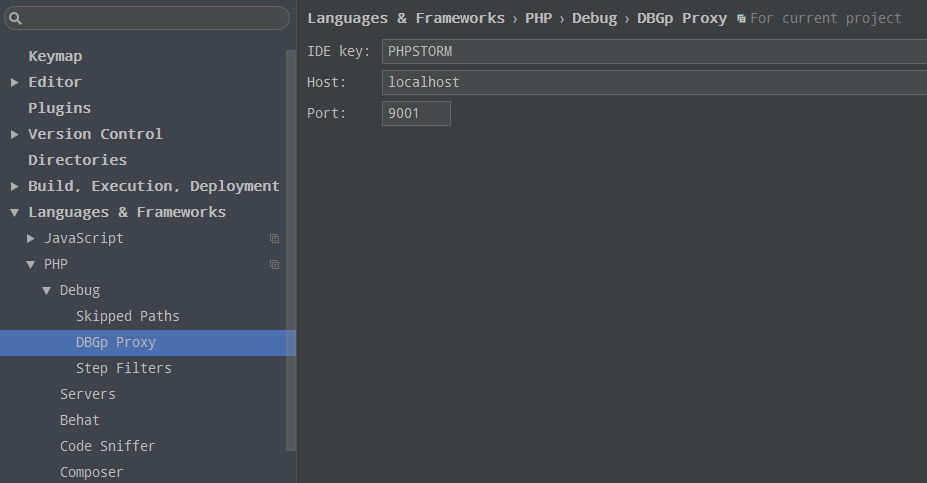 Languages & Frameworks › PHP › Debug › DBGp Proxy For current project
IDE key: PHPSTORM
Host: localhost
Port: 9001
Keymap
Editor
Plugins
Version Control
Directories
Build, Execution, Deployment
Languages & Frameworks
JavaScript
PHP
Debug
Skipped Paths
DBGp Proxy
Step Filters
Servers
Behat
Code Sniffer
Composer